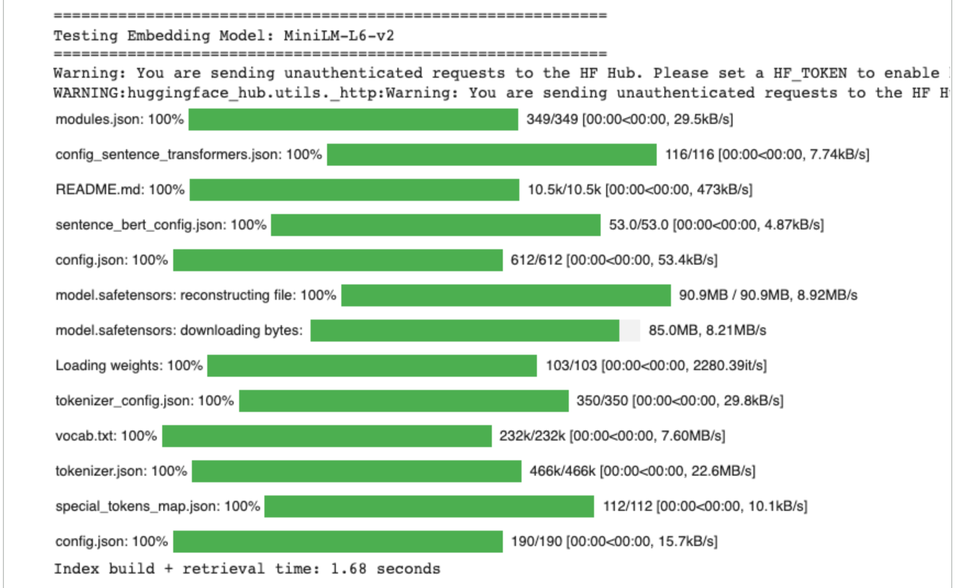 ============================================================
Testing Embedding Model: MiniLM-L6-v2
============================================================
Warning: You are sending unauthenticated requests to the HF Hub. Please set a HF_TOKEN to enable
WARNING:huggingface_hub.utils._http:Warning: You are sending unauthenticated requests to the HF H
modules.json: 100% 349/349 [00:00<00:00, 29.5kB/s]
config_sentence_transformers.json: 100% 116/116 [00:00<00:00, 7.74kB/s]
README.md: 100% 10.5k/10.5k [00:00<00:00, 473kB/s]
sentence_bert_config.json: 100% 53.0/53.0 [00:00<00:00, 4.87kB/s]
config.json: 100% 612/612 [00:00<00:00, 53.4kB/s]
model.safetensors: reconstructing file: 100% 90.9MB / 90.9MB, 8.92MB/s
model.safetensors: downloading bytes: 85.0MB, 8.21MB/s
Loading weights: 100% 103/103 [00:00<00:00, 2280.39it/s]
tokenizer_config.json: 100% 350/350 [00:00<00:00, 29.8kB/s]
vocab.txt: 100% 232k/232k [00:00<00:00, 7.60MB/s]
tokenizer.json: 100% 466k/466k [00:00<00:00, 22.6MB/s]
special_tokens_map.json: 100% 112/112 [00:00<00:00, 10.1kB/s]
config.json: 100% 190/190 [00:00<00:00, 15.7kB/s]
Index build + retrieval time: 1.68 seconds